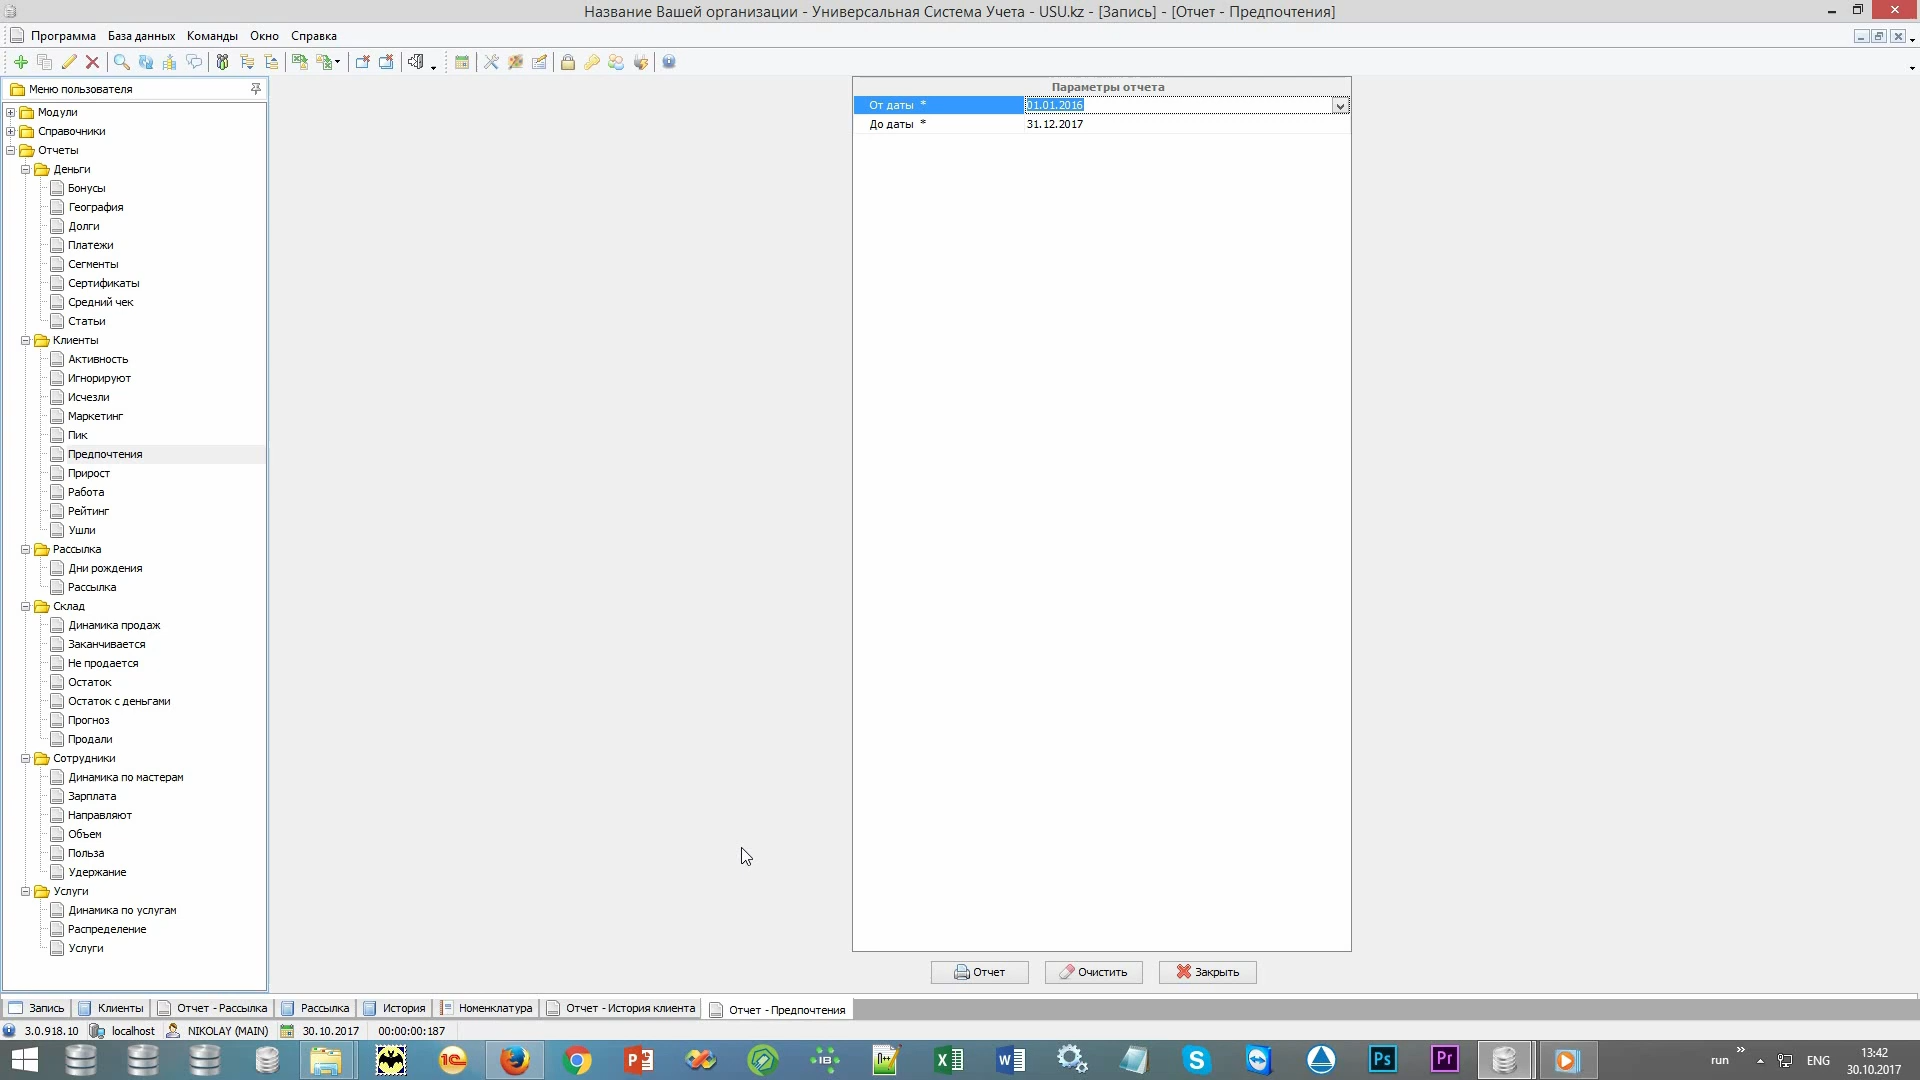 Название Вашей организации - Универсальная Система Учета - USU.kz - [Запись] - [Отчет - Предпочтения]
Программа База данных Команды Окно Справка
Меню пользователя
Модули
Справочники
Отчеты
Деньги
Бонусы
География
Долги
Платежи
Сегменты
Сертификаты
Средний чек
Статьи
Клиенты
Активность
Игнорируют
Исчезли
Маркетинг
Пик
Предпочтения
Прирост
Работа
Рейтинг
Ушли
Рассылка
Дни рождения
Рассылка
Склад
Динамика продаж
Заканчивается
Не продается
Остаток
Остаток с деньгами
Прогноз
Продали
Сотрудники
Динамика по мастерам
Зарплата
Направляют
Объем
Польза
Удержание
Услуги
Динамика по услугам
Распределение
Услуги
Параметры отчета
От даты * 01.01.2016
До даты * 31.12.2017
Отчет Очистить Закрыть
Запись Клиенты Отчет - Рассылка Рассылка История Номенклатура Отчет - История клиента Отчет - Предпочтения
3.0.918.10 localhost NIKOLAY (MAIN) 30.10.2017 00:00:00:187
run ENG 13:42
30.10.2017